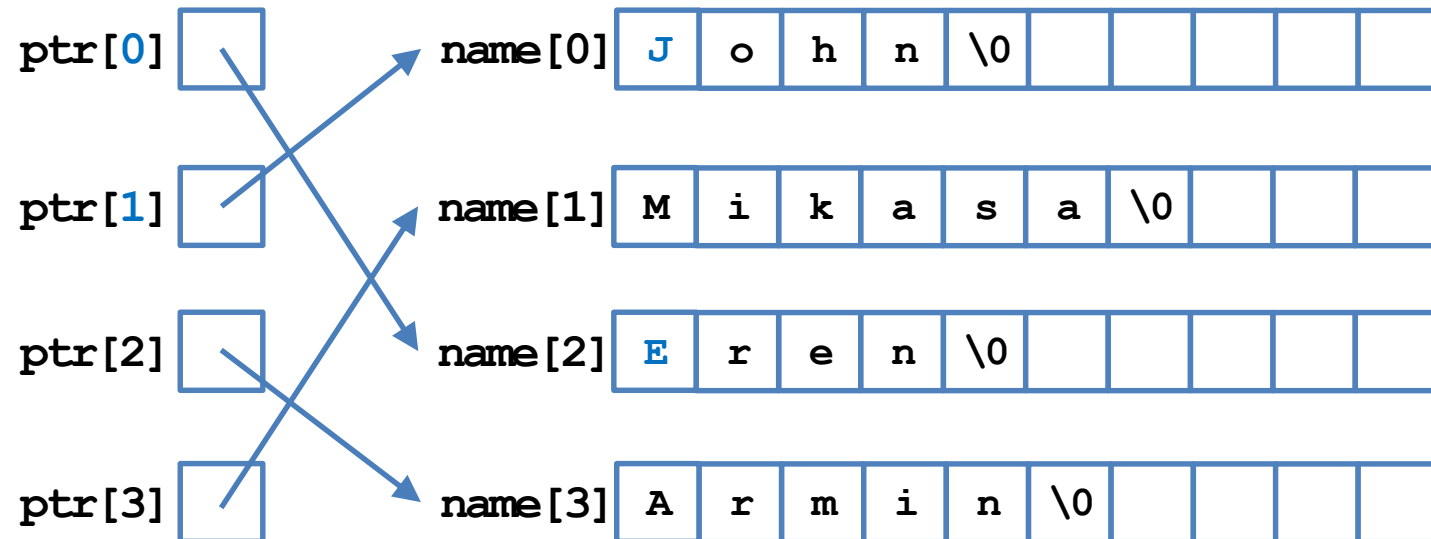 ptr[0] name[0] J o h n \0
ptr[1] name[1] M i k a s a \0
ptr[2] name[2] E r e n \0
ptr[3] name[3] A r m i n \0